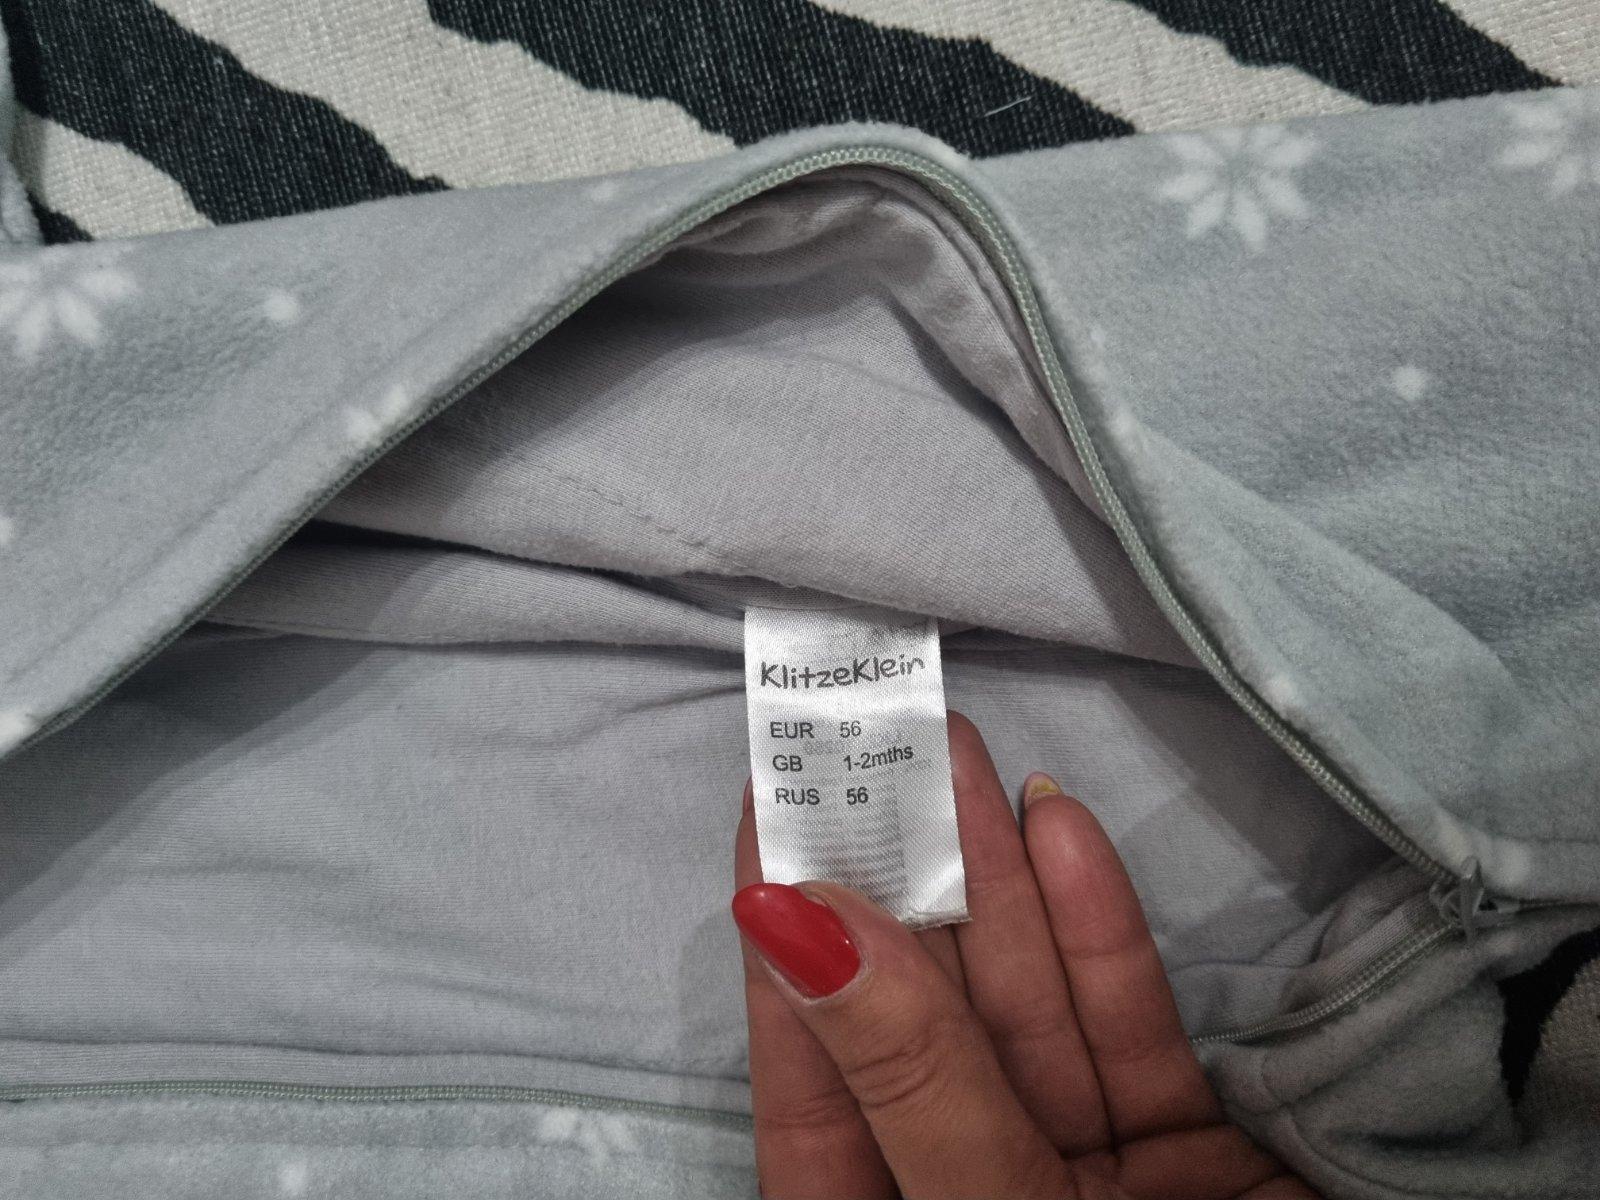 KlitzeKlein
EUR 56
GB 1-2mths
RUS 56